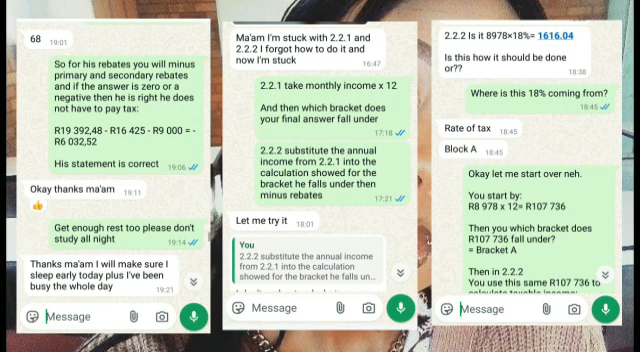 68 19:01
So for his rebates you will minus
primary and secondary rebates
and if the answer is zero or a
negative then he is right he does
not have to pay tax:
R19 392,48 - R16 425 - R9 000 = -
R6 032,52
His statement is correct 19:06
Okay thanks ma'am 19:11
👍
Get enough rest too please don't
study all night 19:14
Thanks ma'am I will make sure I
sleep early today plus I've been
busy the whole day 19:21
Message
Ma'am I'm stuck with 2.2.1 and
2.2.2 I forgot how to do it and
now I'm stuck 16:47
2.2.1 take monthly income x 12
And then which bracket does
your final answer fall under
17:18
2.2.2 substitute the annual
income from 2.2.1 into the
calculation showed for the
bracket he falls under then
minus rebates 17:21
Let me try it 18:01
You
2.2.2 substitute the annual income
from 2.2.1 into the calculation
showed for the bracket he falls un...
Message
2.2.2 Is it 8978×18%= 1616.04
Is this how it should be done
or?? 18:38
Where is this 18% coming from?
18:45
Rate of tax 18:45
Block A 18:45
Okay let me start over neh.
You start by:
R8 978 x 12= R107 736
Then you which bracket does
R107 736 fall under?
= Bracket A
Then in 2.2.2
You use this same R107 736 to
calculate taxable income:
Message